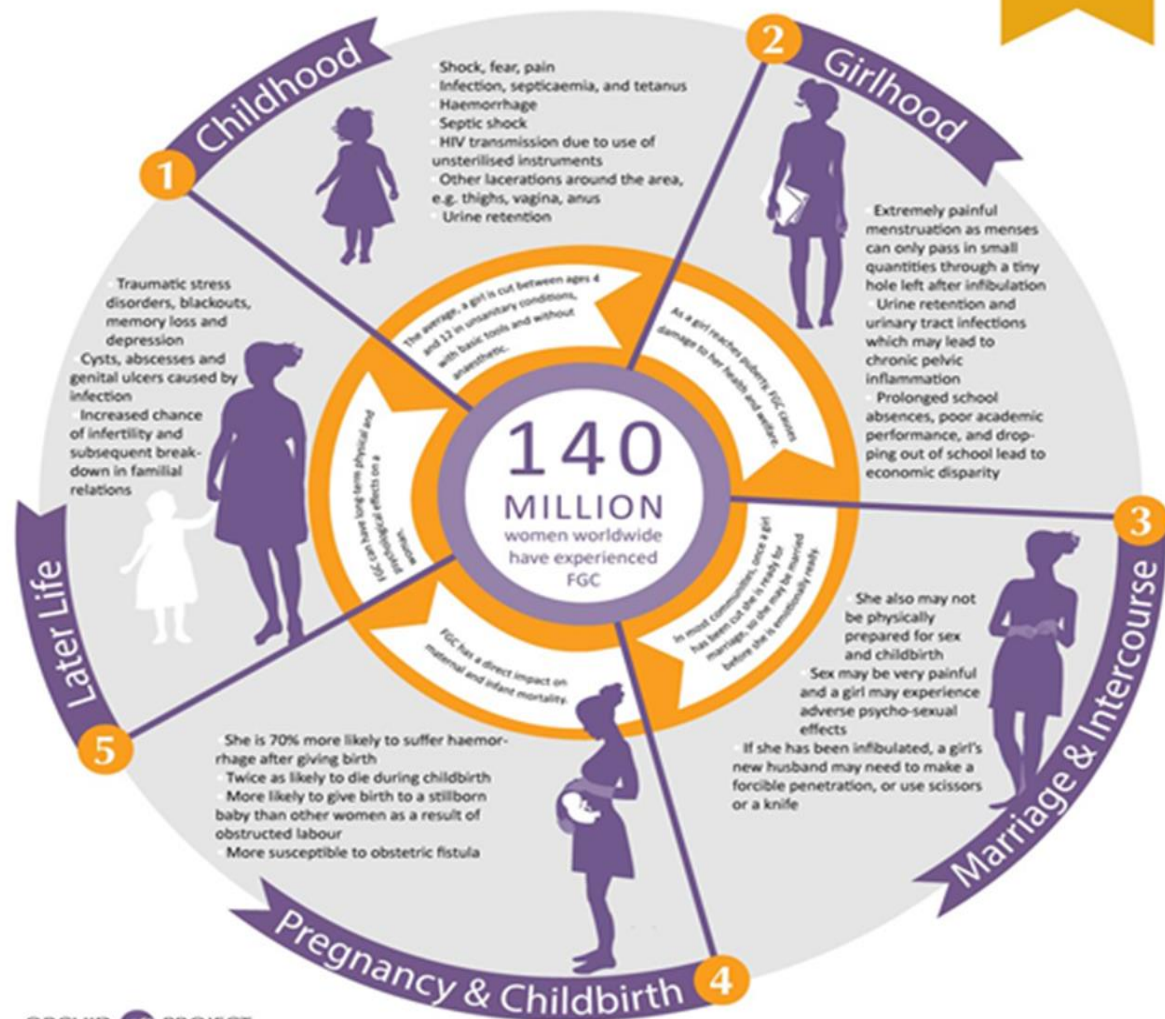 1
Childhood
Shock, fear, pain
Infection, septicaemia, and tetanus
Haemorrhage
Septic shock
HIV transmission due to use of
unsterilised instruments
Other lacerations around the area,
e.g. thighs, vagina, anus
Urine retention
The average, a girl is cut between ages 4
and 12 in unsanitary conditions,
with basic tools and without
anaesthetic.
2
Girlhood
Extremely painful
menstruation as menses
can only pass in small
quantities through a tiny
hole left after infibulation
Urine retention and
urinary tract infections
which may lead to
chronic pelvic
inflammation
Prolonged school
absences, poor academic
performance, and drop-
ping out of school lead to
economic disparity
As a girl reaches puberty, FGC causes
damage to her health and welfare.
3
Marriage & Intercourse
She also may not
be physically
prepared for sex
and childbirth
Sex may be very painful
and a girl may experience
adverse psycho-sexual
effects
If she has been infibulated, a girl's
new husband may need to make a
forcible penetration, or use scissors
or a knife
In most communities, once a girl
has been cut she is ready for
marriage, so she may be married
before she is emotionally ready.
4
Pregnancy & Childbirth
She is 70% more likely to suffer haemor-
rhage after giving birth
Twice as likely to die during childbirth
More likely to give birth to a stillborn
baby than other women as a result of
obstructed labour
More susceptible to obstetric fistula
FGC has a direct impact on
maternal and infant mortality.
5
Later Life
Traumatic stress
disorders, blackouts,
memory loss and
depression
Cysts, abscesses and
genital ulcers caused by
infection
Increased chance
of infertility and
subsequent break-
down in familial
relations
FGC can have long-term physical and
psychological effects on a
woman.
140
MILLION
women worldwide
have experienced
FGC